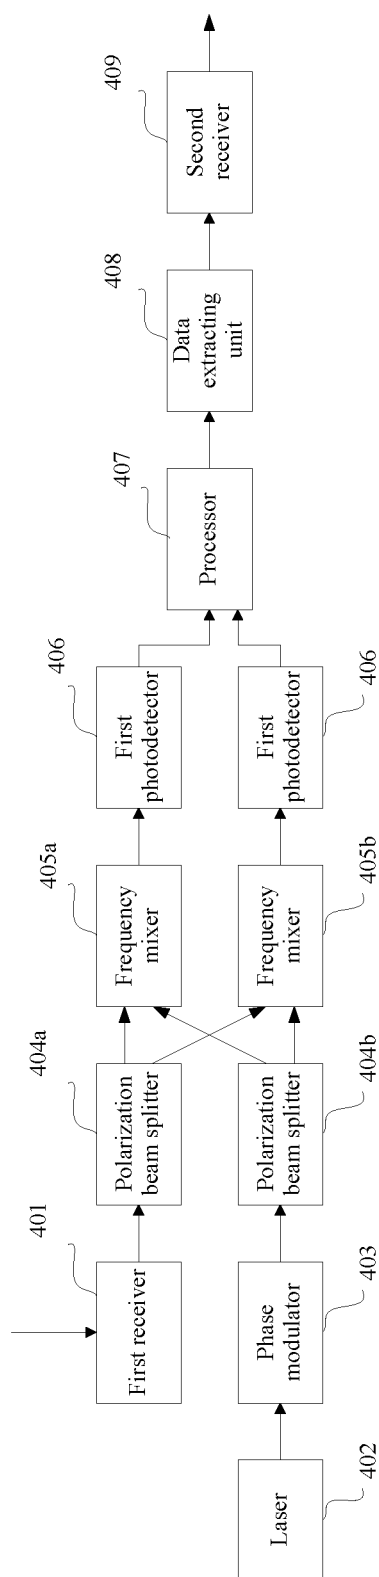 401
First receiver
404a
Polarization
beam splitter
405a
Frequency
mixer
406
First
photodetector
407
Processor
408
Data
extracting
unit
409
Second
receiver
Laser
402
Phase
modulator
403
Polarization
beam splitter
404b
Frequency
mixer
405b
First
photodetector
406